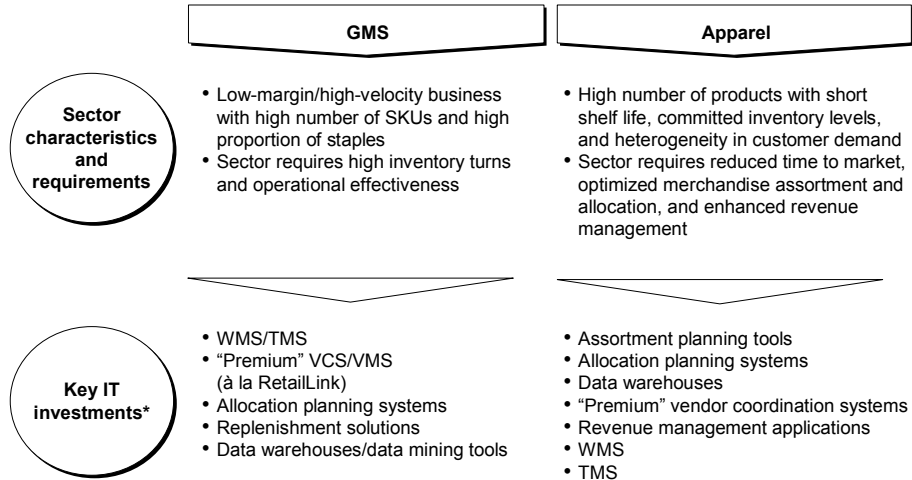 GMS
Apparel
Sector
characteristics
and
requirements
• Low-margin/high-velocity business
with high number of SKUs and high
proportion of staples
• Sector requires high inventory turns
and operational effectiveness
• High number of products with short
shelf life, committed inventory levels,
and heterogeneity in customer demand
• Sector requires reduced time to market,
optimized merchandise assortment and
allocation, and enhanced revenue
management
Key IT
investments*
• WMS/TMS
• “Premium” VCS/VMS
(à la RetailLink)
• Allocation planning systems
• Replenishment solutions
• Data warehouses/data mining tools
• Assortment planning tools
• Allocation planning systems
• Data warehouses
• “Premium” vendor coordination systems
• Revenue management applications
• WMS
• TMS